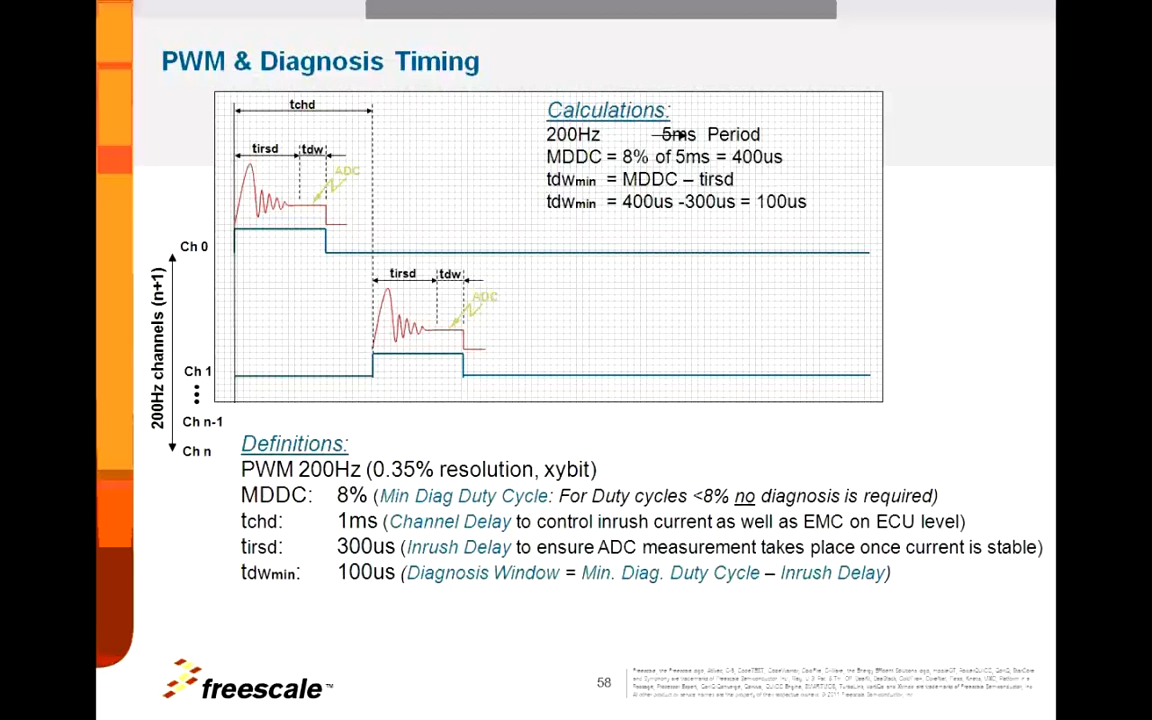 PWM & Diagnosis Timing
tchd
Calculations:
200Hz 5ms Period
MDDC = 8% of 5ms = 400us
tdwmin = MDDC – tirsd
tdwmin = 400us -300us = 100us
tirsd tdw
ADC
Ch 0
tirsd tdw
ADC
Ch 1
Ch n-1
Ch n
200Hz channels (n+1)
Definitions:
PWM 200Hz (0.35% resolution, xybit)
MDDC: 8% (Min Diag Duty Cycle: For Duty cycles <8% no diagnosis is required)
tchd: 1ms (Channel Delay to control inrush current as well as EMC on ECU level)
tirsd: 300us (Inrush Delay to ensure ADC measurement takes place once current is stable)
tdwmin: 100us (Diagnosis Window = Min. Diag. Duty Cycle – Inrush Delay)
freescale™
58